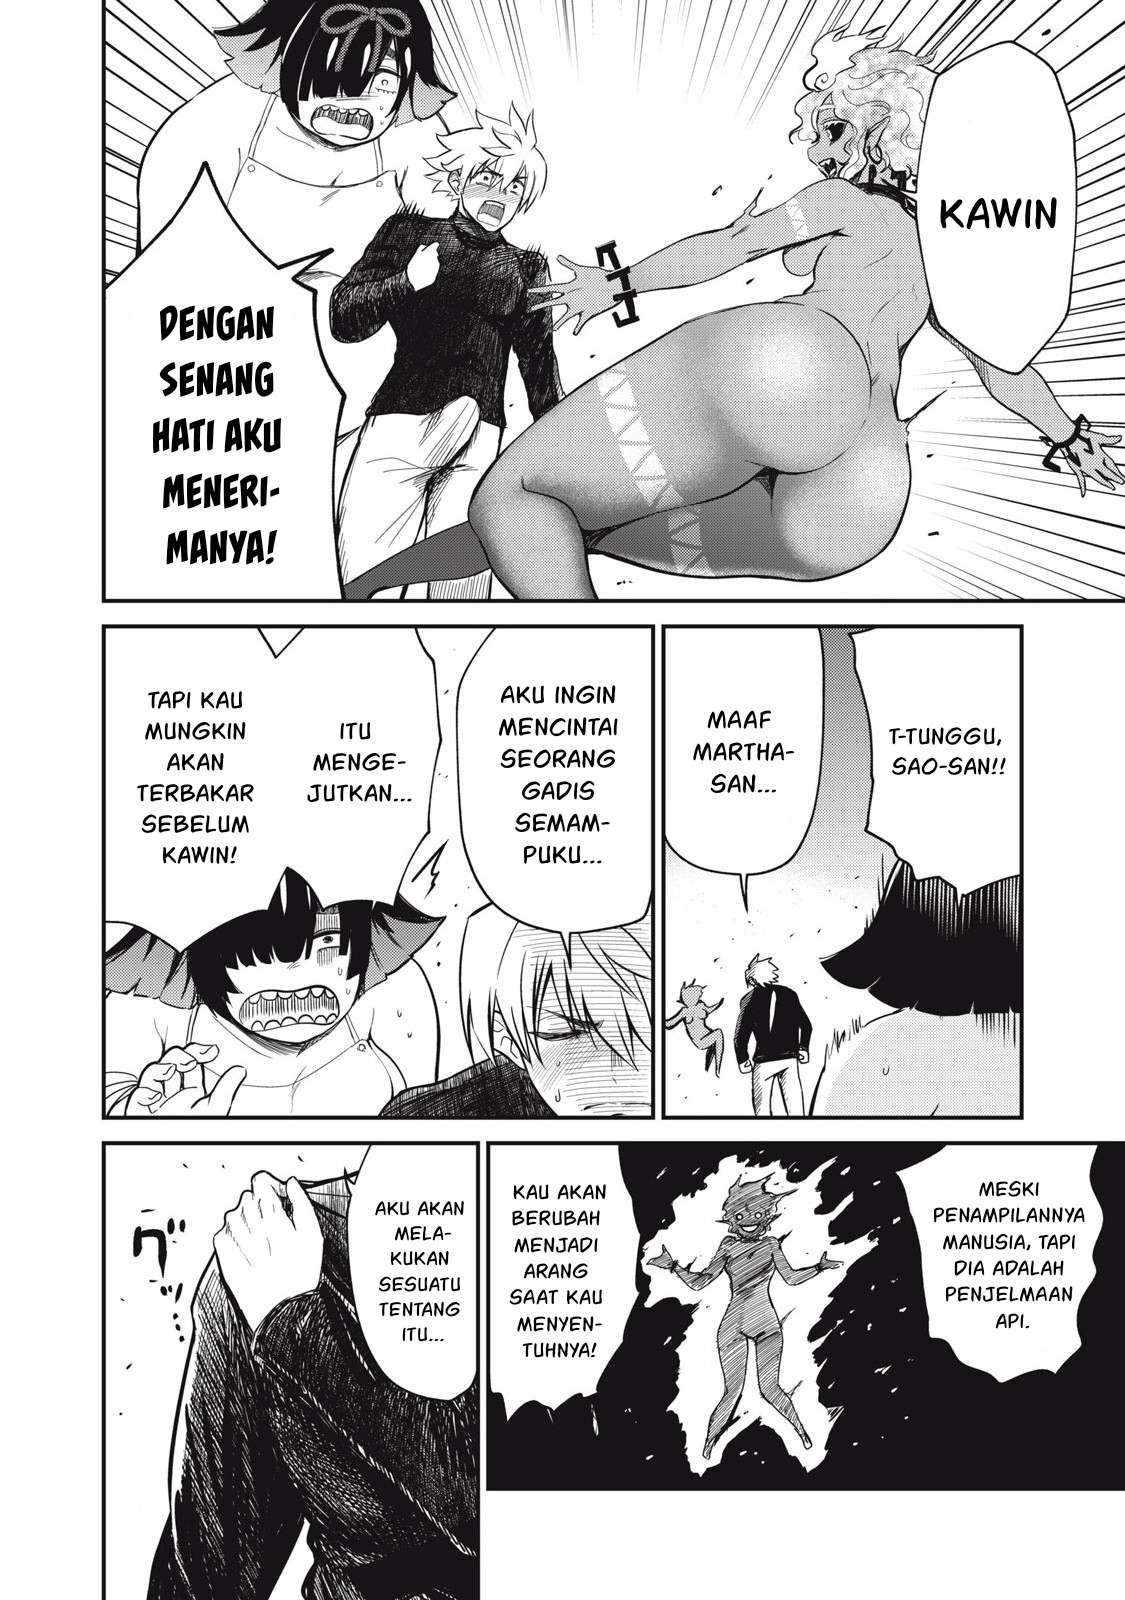 KAWIN
DENGAN
SENANG
HATI AKU
MENERI-
MANYA!
T-TUNGGU,
SAO-SAN!!
MAAF
MARTHA-
SAN...
AKU INGIN
MENCINTAI
SEORANG
GADIS
SEMAM-
PUKU...
ITU
MENGE-
JUTKAN...
TAPI KAU
MUNGKIN
AKAN
TERBAKAR
SEBELUM
KAWIN!
MESKI
PENAMPILANNYA
MANUSIA, TAPI
DIA ADALAH
PENJELMAAN
API.
KAU AKAN
BERUBAH
MENJADI
ARANG
SAAT KAU
MENYEN-
TUHNYA!
AKU AKAN
MELA-
KUKAN
SESUATU
TENTANG
ITU...
グッ